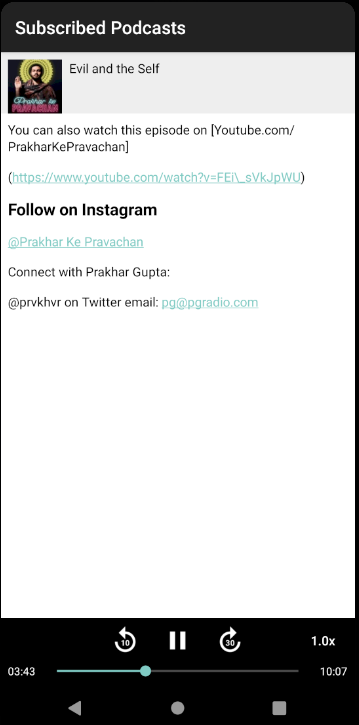 Subscribed Podcasts
Prakhar ke
PRAVACHAN
Evil and the Self
You can also watch this episode on [Youtube.com/
PrakharKePravachan]
(https://www.youtube.com/watch?v=FEi\_sVkJpWU)
Follow on Instagram
@Prakhar Ke Pravachan
Connect with Prakhar Gupta:
@prvkhvr on Twitter email: pg@pgradio.com
10
30
1.0x
03:43
10:07